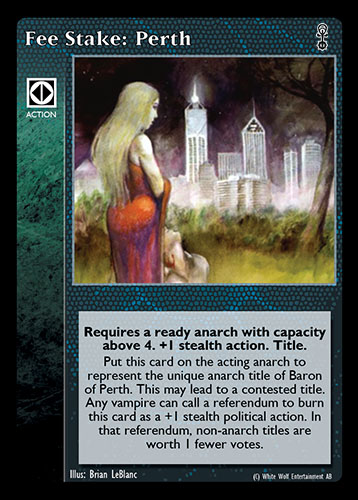 Fee Stake: Perth
ACTION
Requires a ready anarch with capacity
above 4. +1 stealth action. Title.
Put this card on the acting anarch to
represent the unique anarch title of Baron
of Perth. This may lead to a contested title.
Any vampire can call a referendum to burn
this card as a +1 stealth political action. In
that referendum, non-anarch titles are
worth 1 fewer votes.
Illus: Brian LeBlanc
(C) White Wolf Entertainment AB